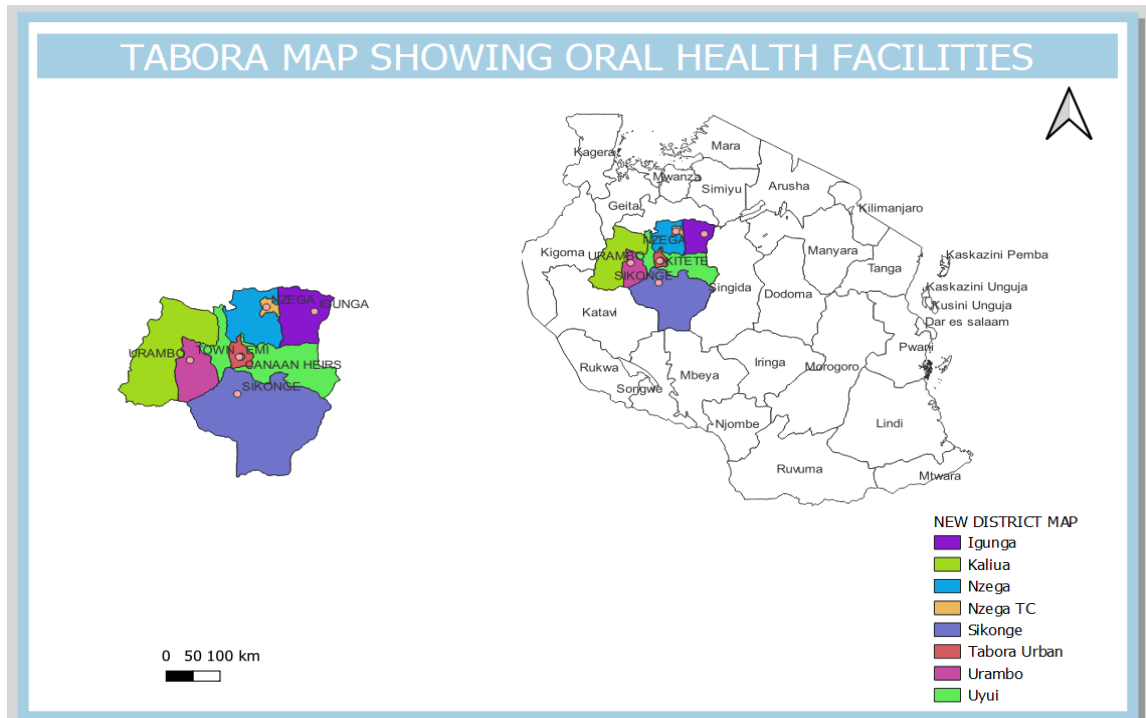 TABORA MAP SHOWING ORAL HEALTH FACILITIES
Kagera
Mara
Mwanza
Simiyu
Arusha
Geital
Kilimanjaro
NZEGA
Kigoma
URAMBO
KITETE
Manyara
Tanga
Kaskazini Pemba
SIKONGE
Singida
Dodoma
Kaskazini Unguja
Kusini Unguja
Katavi
Dar es salaam
Pwani
Rukwa
Mbeya
Iringa
Morogoro
Songwe
Njombe
Lindi
Ruvuma
Mtwara
NZEGA
IGUNGA
URAMBO
TOWN
EMI
CANAAN HEIRS
SIKONGE
NEW DISTRICT MAP
Igunga
Kaliua
Nzega
Nzega TC
Sikonge
Tabora Urban
Urambo
Uyui
0 50 100 km